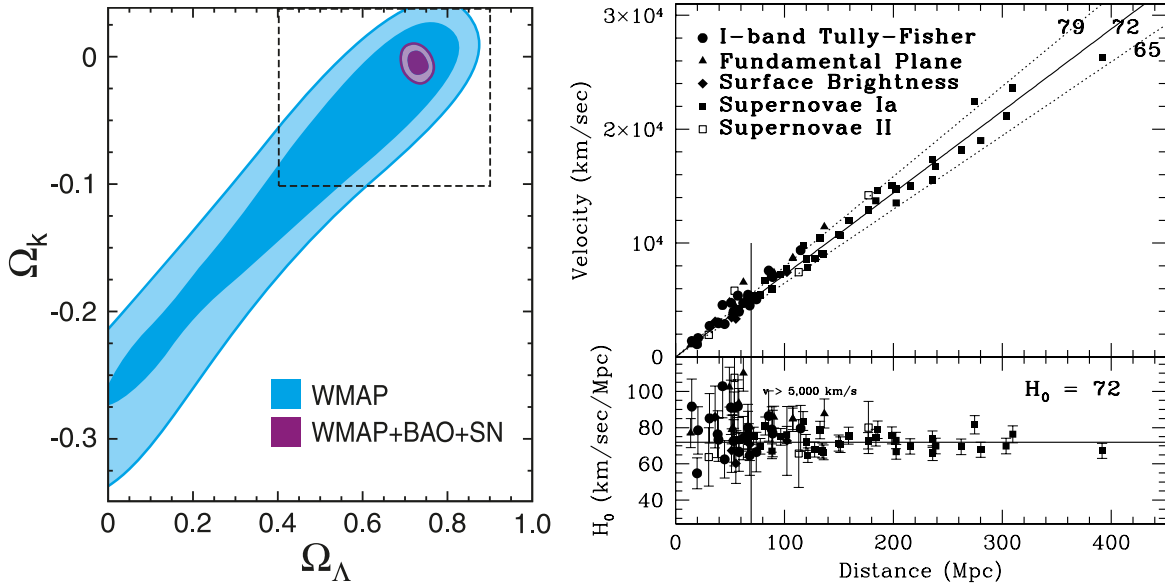 0
-0.1
-0.2
-0.3
Ωk
0
0.2
0.4
0.6
0.8
1.0
ΩΛ
WMAP
WMAP+BAO+SN
I-band Tully-Fisher
Fundamental Plane
Surface Brightness
Supernovae Ia
Supernovae II
79 72
65
3×10⁴
2×10⁴
10⁴
0
Velocity (km/sec)
v > 5,000 km/s
H₀ = 72
100
80
60
40
H₀ (km/sec/Mpc)
0 100 200 300 400
Distance (Mpc)